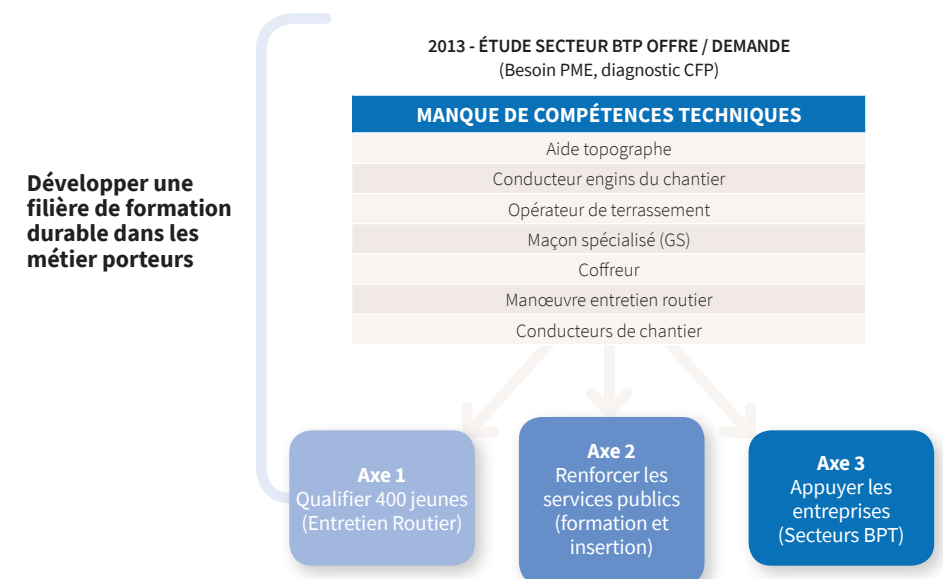 2013 - ÉTUDE SECTEUR BTP OFFRE / DEMANDE
(Besoin PME, diagnostic CFP)
MANQUE DE COMPÉTENCES TECHNIQUES
Aide topographe
Conducteur engins du chantier
Opérateur de terrassement
Maçon spécialisé (GS)
Coffreur
Manœuvre entretien routier
Conducteurs de chantier
Développer une
filière de formation
durable dans les
métier porteurs
Axe 1
Qualifier 400 jeunes
(Entretien Routier)
Axe 2
Renforcer les
services publics
(formation et
insertion)
Axe 3
Appuyer les
entreprises
(Secteurs BPT)